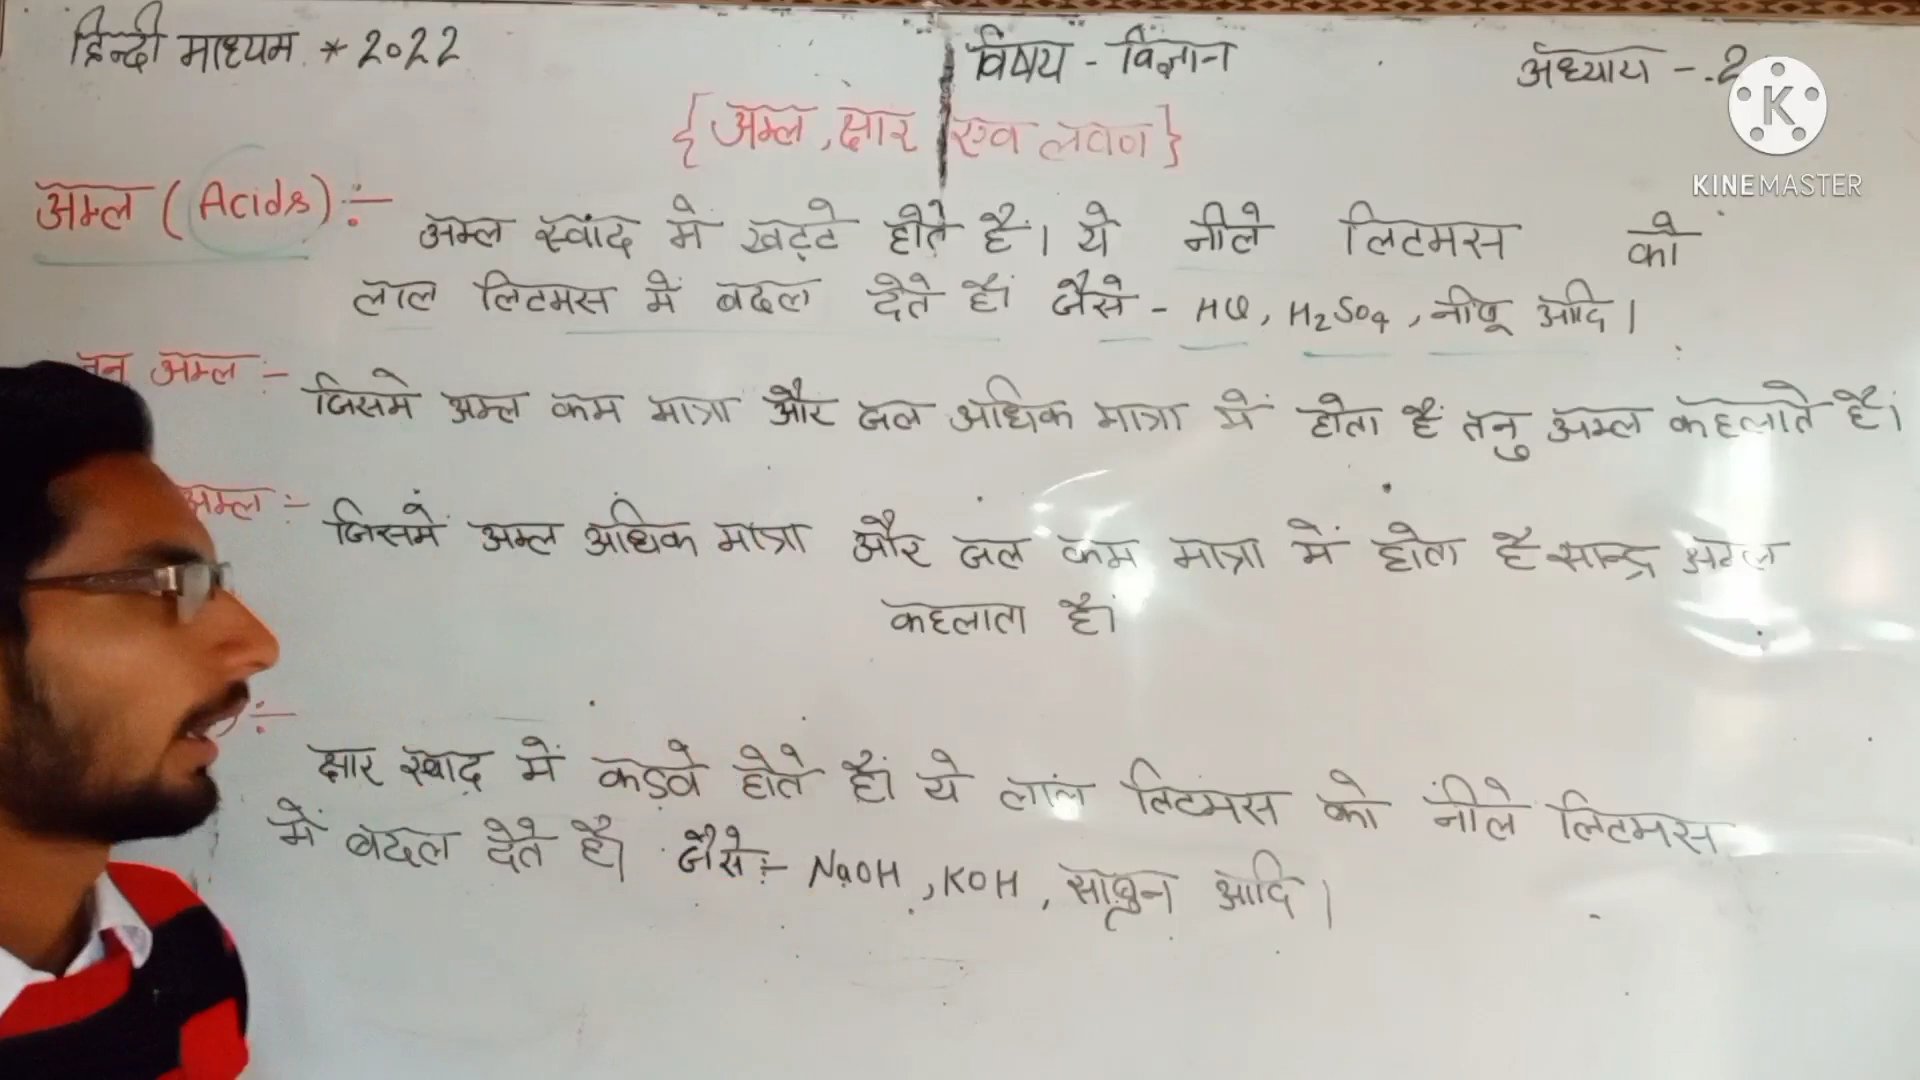 हिन्दी माध्यम * 2022 विषय - विज्ञान अध्याय - 2
{अम्ल, क्षार एव लवण}
KINEMASTER
अम्ल (Acids) :-
अम्ल स्वाद में खट्टे होते है। ये नीले लिटमस को
लाल लिटमस में बदल देते है। जैसे - HCl, H2SO4, नीबू आदि।
तनु अम्ल :-
जिसमे अम्ल कम मात्रा और जल अधिक मात्रा में होता है तनु अम्ल कहलाते है।
अम्ल :-
जिसमें अम्ल अधिक मात्रा और जल कम मात्रा में होता है सान्द्र अम्ल
कहलाता है।
) :-
क्षार स्वाद में कड़वे होते है। ये लाल लिटमस को नीले लिटमस
में बदल देते है। जैसे :- NaOH, KOH, साबुन आदि।